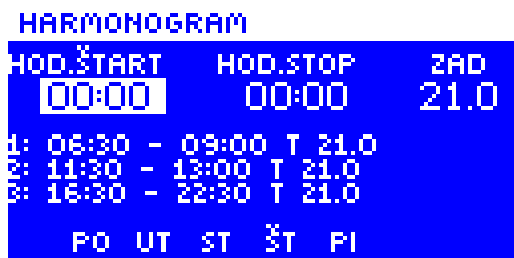 HARMONOGRAM
HOD.ŠTART HOD.STOP ZAD
00:00 00:00 21.0
1: 06:30 - 09:00 T 21.0
2: 11:30 - 13:00 T 21.0
3: 16:30 - 22:30 T 21.0
PO UT ST ŠT PI